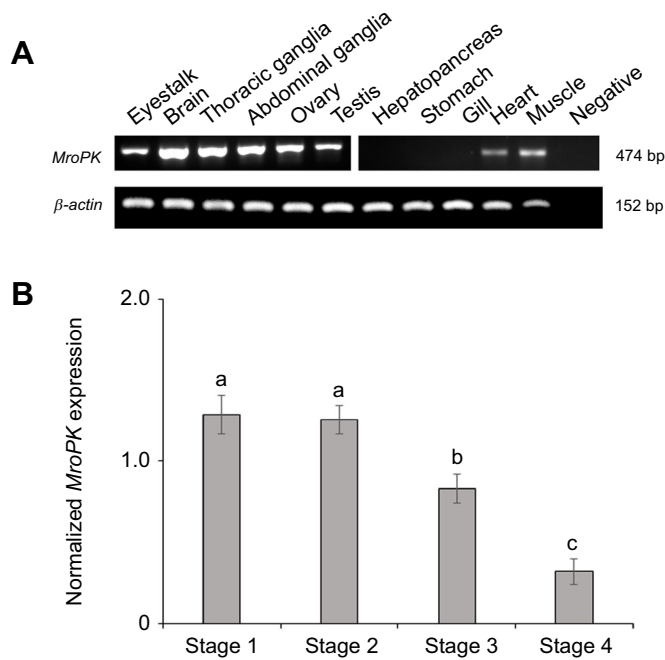 A
Eyestalk Brain Thoracic ganglia Abdominal ganglia Ovary Testis Hepatopancreas Stomach Gill Heart Muscle Negative
MroPK 474 bp
β-actin 152 bp
B
Normalized MroPK expression
2.0
1.0
0
a
a
b
c
Stage 1 Stage 2 Stage 3 Stage 4